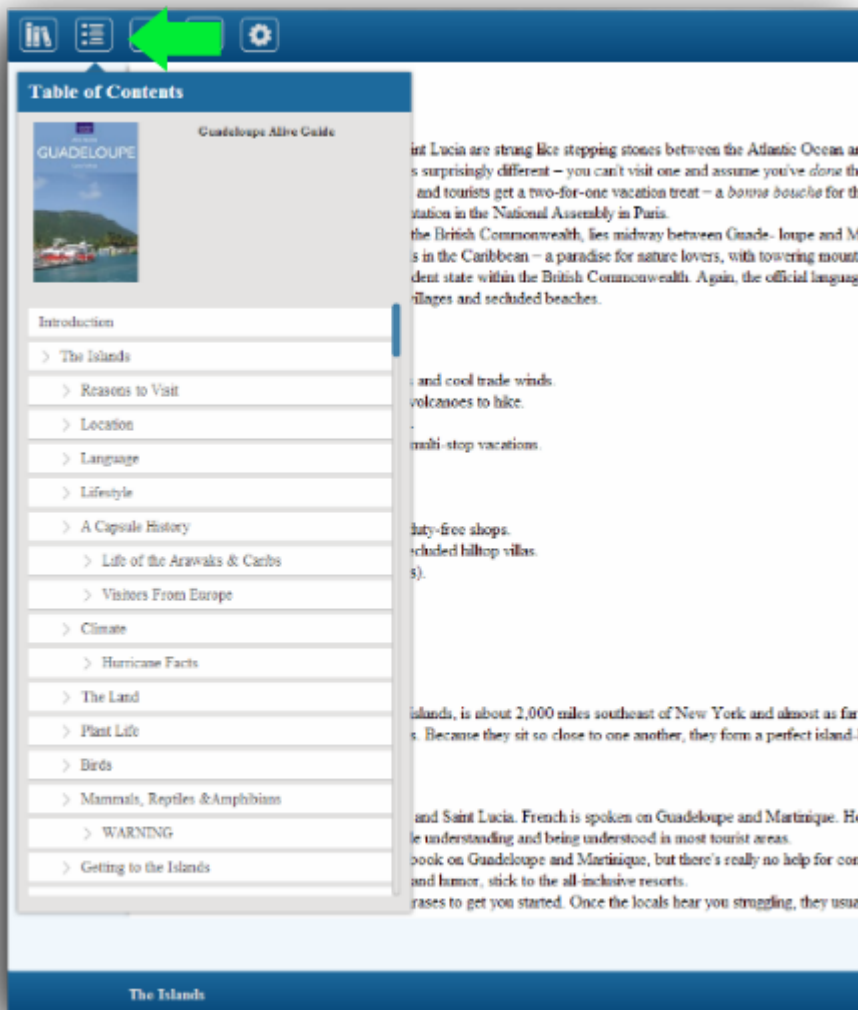 Table of Contents
GUADELOUPE
Guadeloupe Alive Guide
Introduction
The Islands
Reasons to Visit
Location
Language
Lifestyle
A Capsule History
Life of the Arawaks & Caribs
Visitors From Europe
Climate
Hurricane Facts
The Land
Plant Life
Birds
Mammals, Reptiles &Amphibians
WARNING
Getting to the Islands
int Lucia are strung like stepping stones between the Atlantic Ocean an
s surprisingly different – you can't visit one and assume you've done th
and tourists get a two-for-one vacation treat – a bonne bouche for th
tation in the National Assembly in Paris.
the British Commonwealth, lies midway between Guade- loupe and M
s in the Caribbean – a paradise for nature lovers, with towering mount
dent state within the British Commonwealth. Again, the official languag
villages and secluded beaches.
and cool trade winds.
volcanoes to hike.
multi-stop vacations.
duty-free shops.
ecluded hilltop villas.
s).
islands, is about 2,000 miles southeast of New York and almost as far
s. Because they sit so close to one another, they form a perfect island-
and Saint Lucia. French is spoken on Guadeloupe and Martinique. Ho
le understanding and being understood in most tourist areas.
book on Guadeloupe and Martinique, but there's really no help for con
and humor, stick to the all-inclusive resorts.
rases to get you started. Once the locals hear you struggling, they usua
The Islands